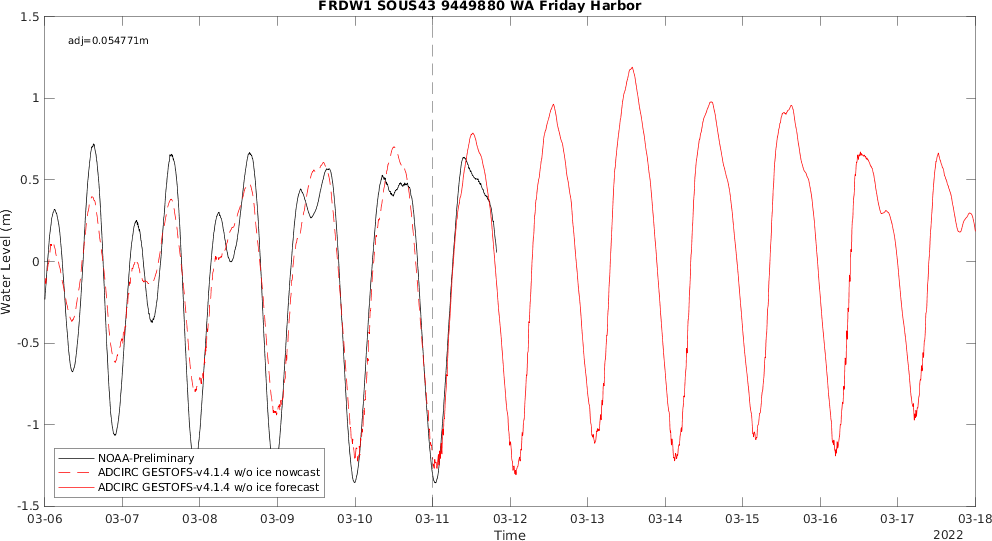 FRDW1 SOUS43 9449880 WA Friday Harbor
adj=0.054771m
1.5
1
0.5
0
-0.5
-1
-1.5
Water Level (m)
NOAA-Preliminary
ADCIRC GESTOFS-v4.1.4 w/o ice nowcast
ADCIRC GESTOFS-v4.1.4 w/o ice forecast
03-06 03-07 03-08 03-09 03-10 03-11 03-12 03-13 03-14 03-15 03-16 03-17 03-18
Time
2022